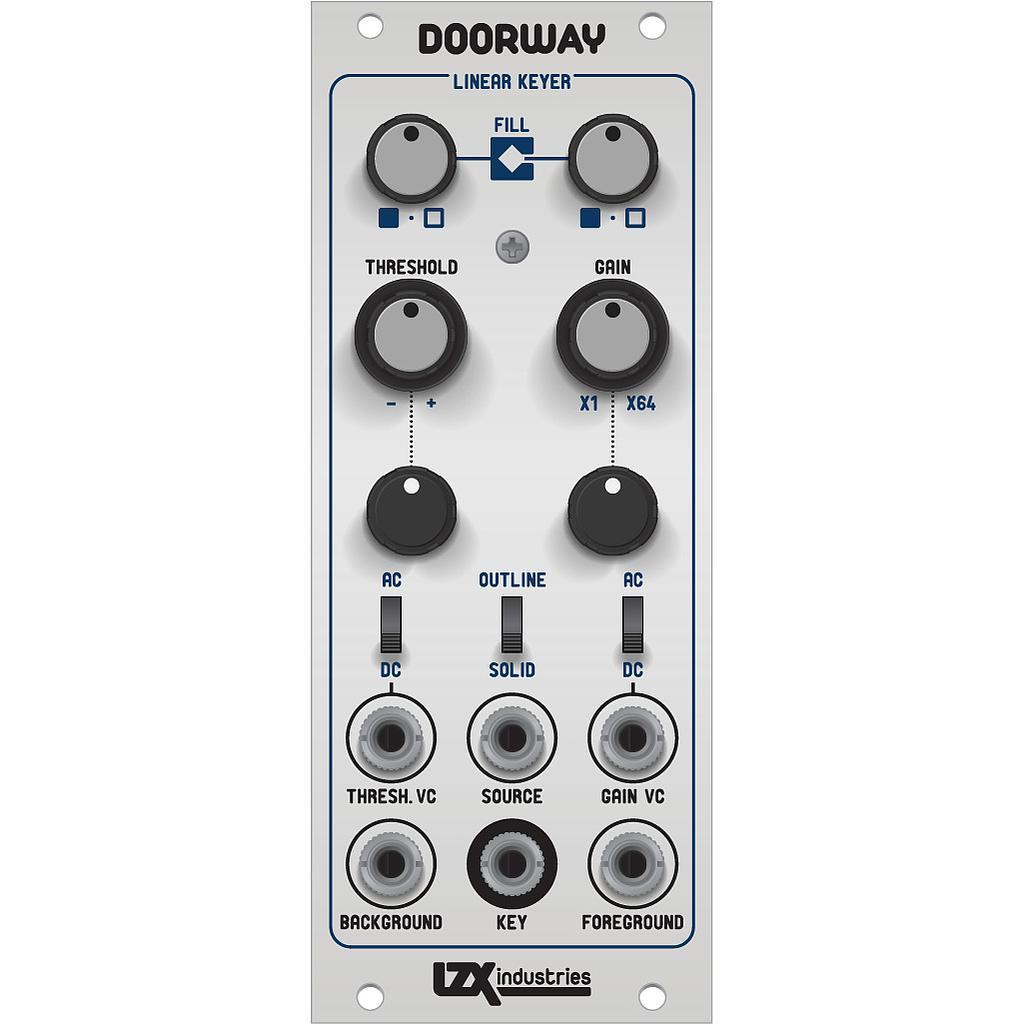 DOORWAY
LINEAR KEYER
FILL
THRESHOLD GAIN
- + X1 X64
AC OUTLINE AC
DC SOLID DC
THRESH. VC SOURCE GAIN VC
BACKGROUND KEY FOREGROUND
LZX industries